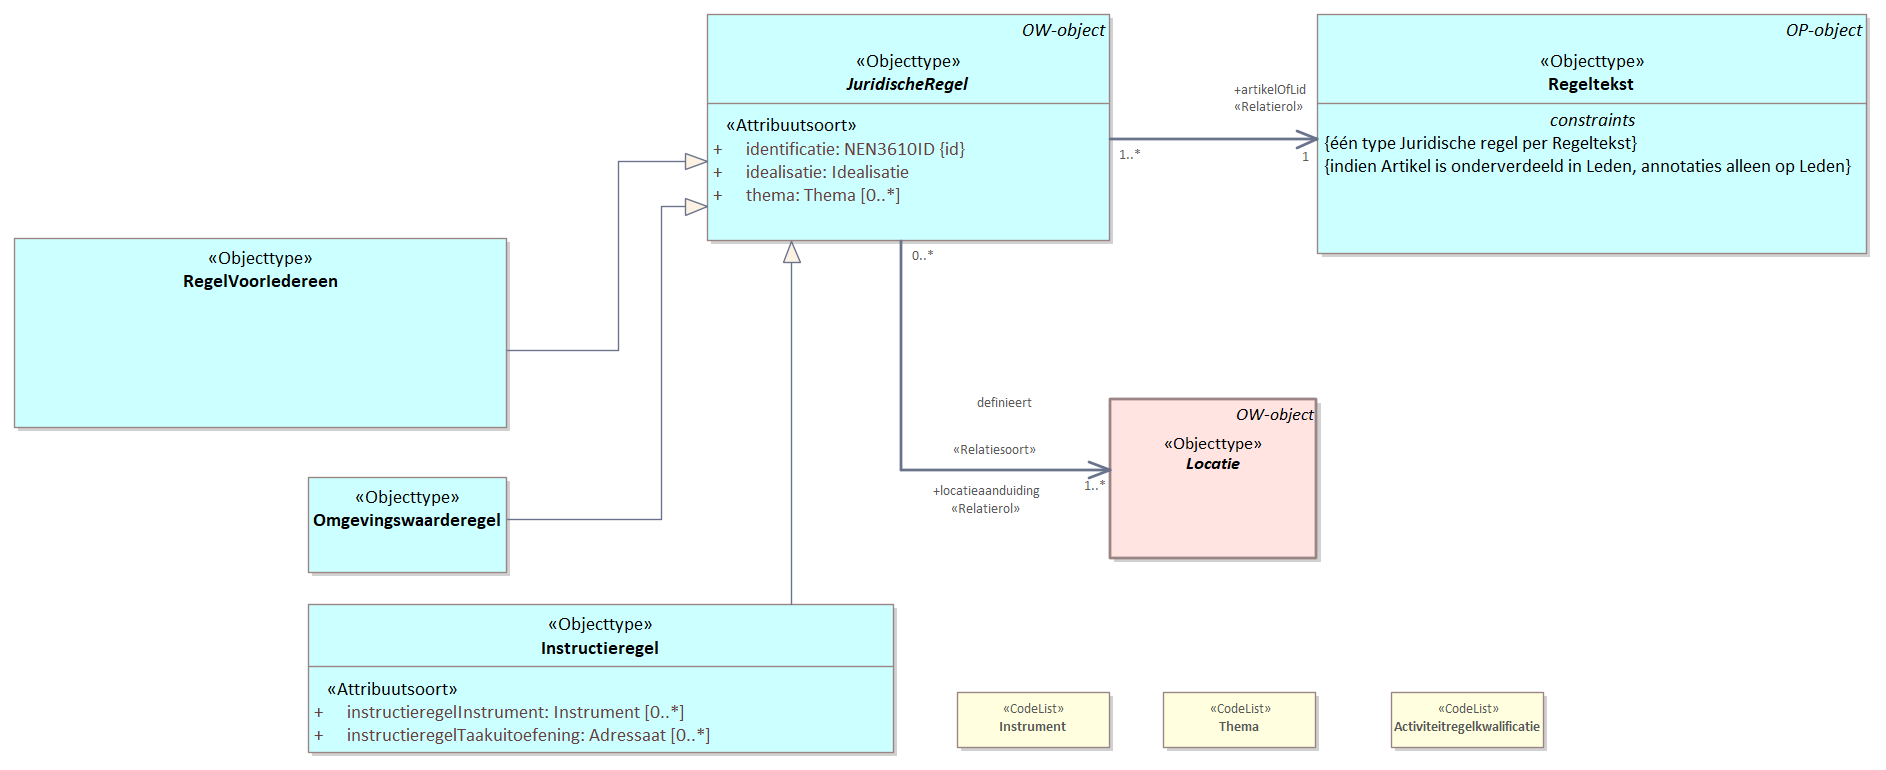 OW-object
«Objecttype»
JuridischeRegel
«Attribuutsoort»
+ identificatie: NEN3610ID {id}
+ idealisatie: Idealisatie
+ thema: Thema [0..*]
OP-object
«Objecttype»
Regeltekst
constraints
{één type Juridische regel per Regeltekst}
{indien Artikel is onderverdeeld in Leden, annotaties alleen op Leden}
+artikelOfLid
«Relatierol»
1..*
1
«Objecttype»
RegelVoorIedereen
0..*
definieert
«Relatiesoort»
+locatieaanduiding
«Relatierol»
1..*
OW-object
«Objecttype»
Locatie
«Objecttype»
Omgevingswaarderegel
«Objecttype»
Instructieregel
«Attribuutsoort»
+ instructieregelInstrument: Instrument [0..*]
+ instructieregelTaakuitoefening: Adressaat [0..*]
«CodeList»
Instrument
«CodeList»
Thema
«CodeList»
Activiteitregelkwalificatie